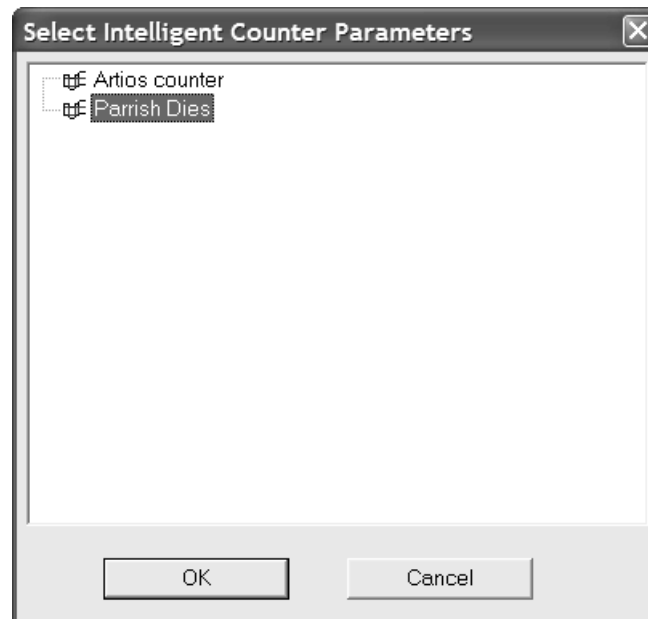 Select Intelligent Counter Parameters
Artios counter
Parrish Dies
OK Cancel